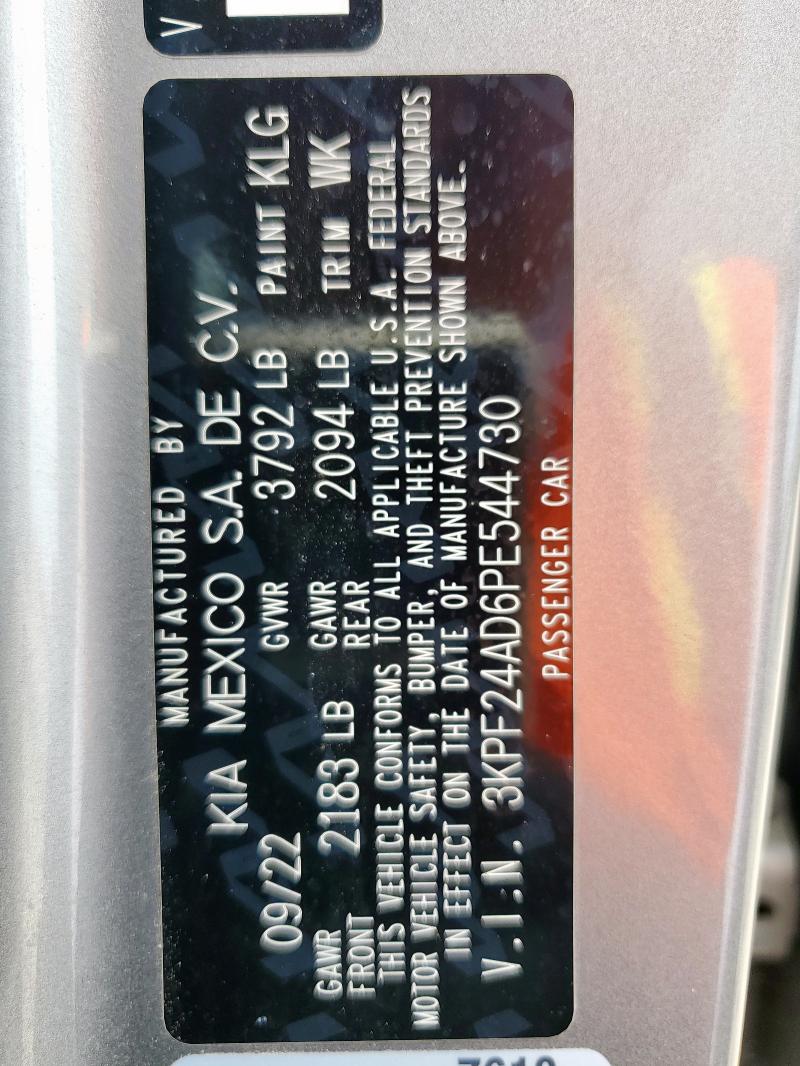 MANUFACTURED BY
KIA MEXICO S.A. DE C.V.
09/22 GVWR 3792 LB PAINT KLG
GAWR FRONT 2183 LB GAWR REAR 2094 LB TRIM WK
THIS VEHICLE CONFORMS TO ALL APPLICABLE U.S.A. FEDERAL
MOTOR VEHICLE SAFETY, BUMPER, AND THEFT PREVENTION STANDARDS
IN EFFECT ON THE DATE OF MANUFACTURE SHOWN ABOVE.
V.I.N. 3KPF24AD6PE544730
PASSENGER CAR
V